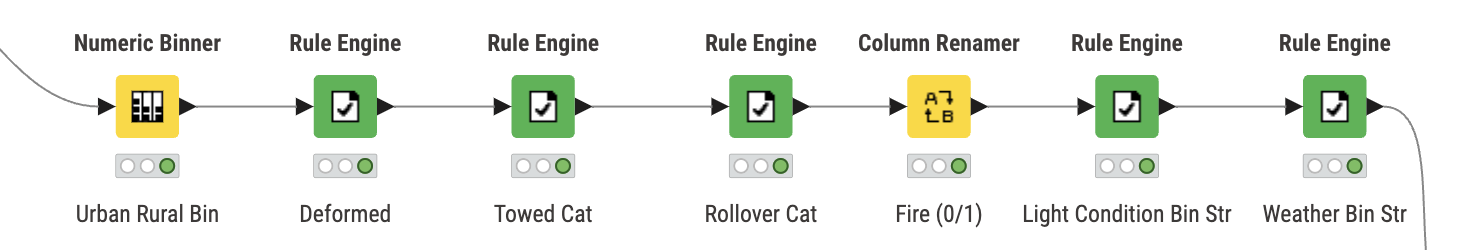 Numeric Binner
Rule Engine
Rule Engine
Rule Engine
Column Renamer
Rule Engine
Rule Engine
A
B
Urban Rural Bin
Deformed
Towed Cat
Rollover Cat
Fire (0/1)
Light Condition Bin Str
Weather Bin Str